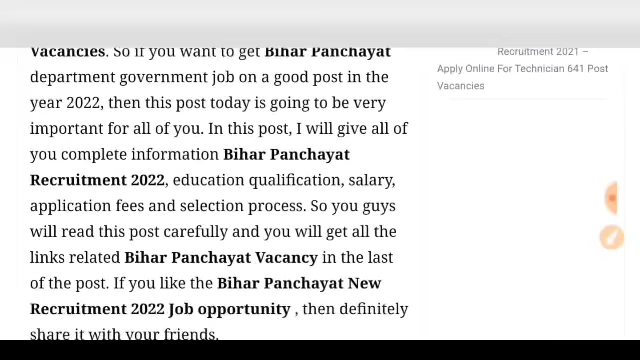 Vacancies. So if you want to get Bihar Panchayat
department government job on a good post in the
year 2022, then this post today is going to be very
important for all of you. In this post, I will give all of
you complete information Bihar Panchayat
Recruitment 2022, education qualification, salary,
application fees and selection process. So you guys
will read this post carefully and you will get all the
links related Bihar Panchayat Vacancy in the last
of the post. If you like the Bihar Panchayat New
Recruitment 2022 Job opportunity , then definitely
share it with your friends.
Recruitment 2021 –
Apply Online For Technician 641 Post
Vacancies